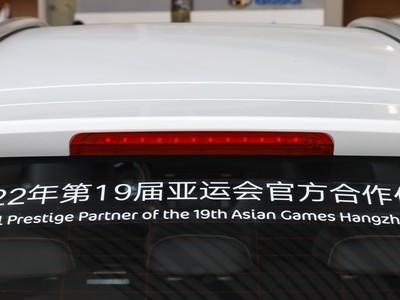 22年第19届亚运会官方合作
Prestige Partner of the 19th Asian Games Hangzh